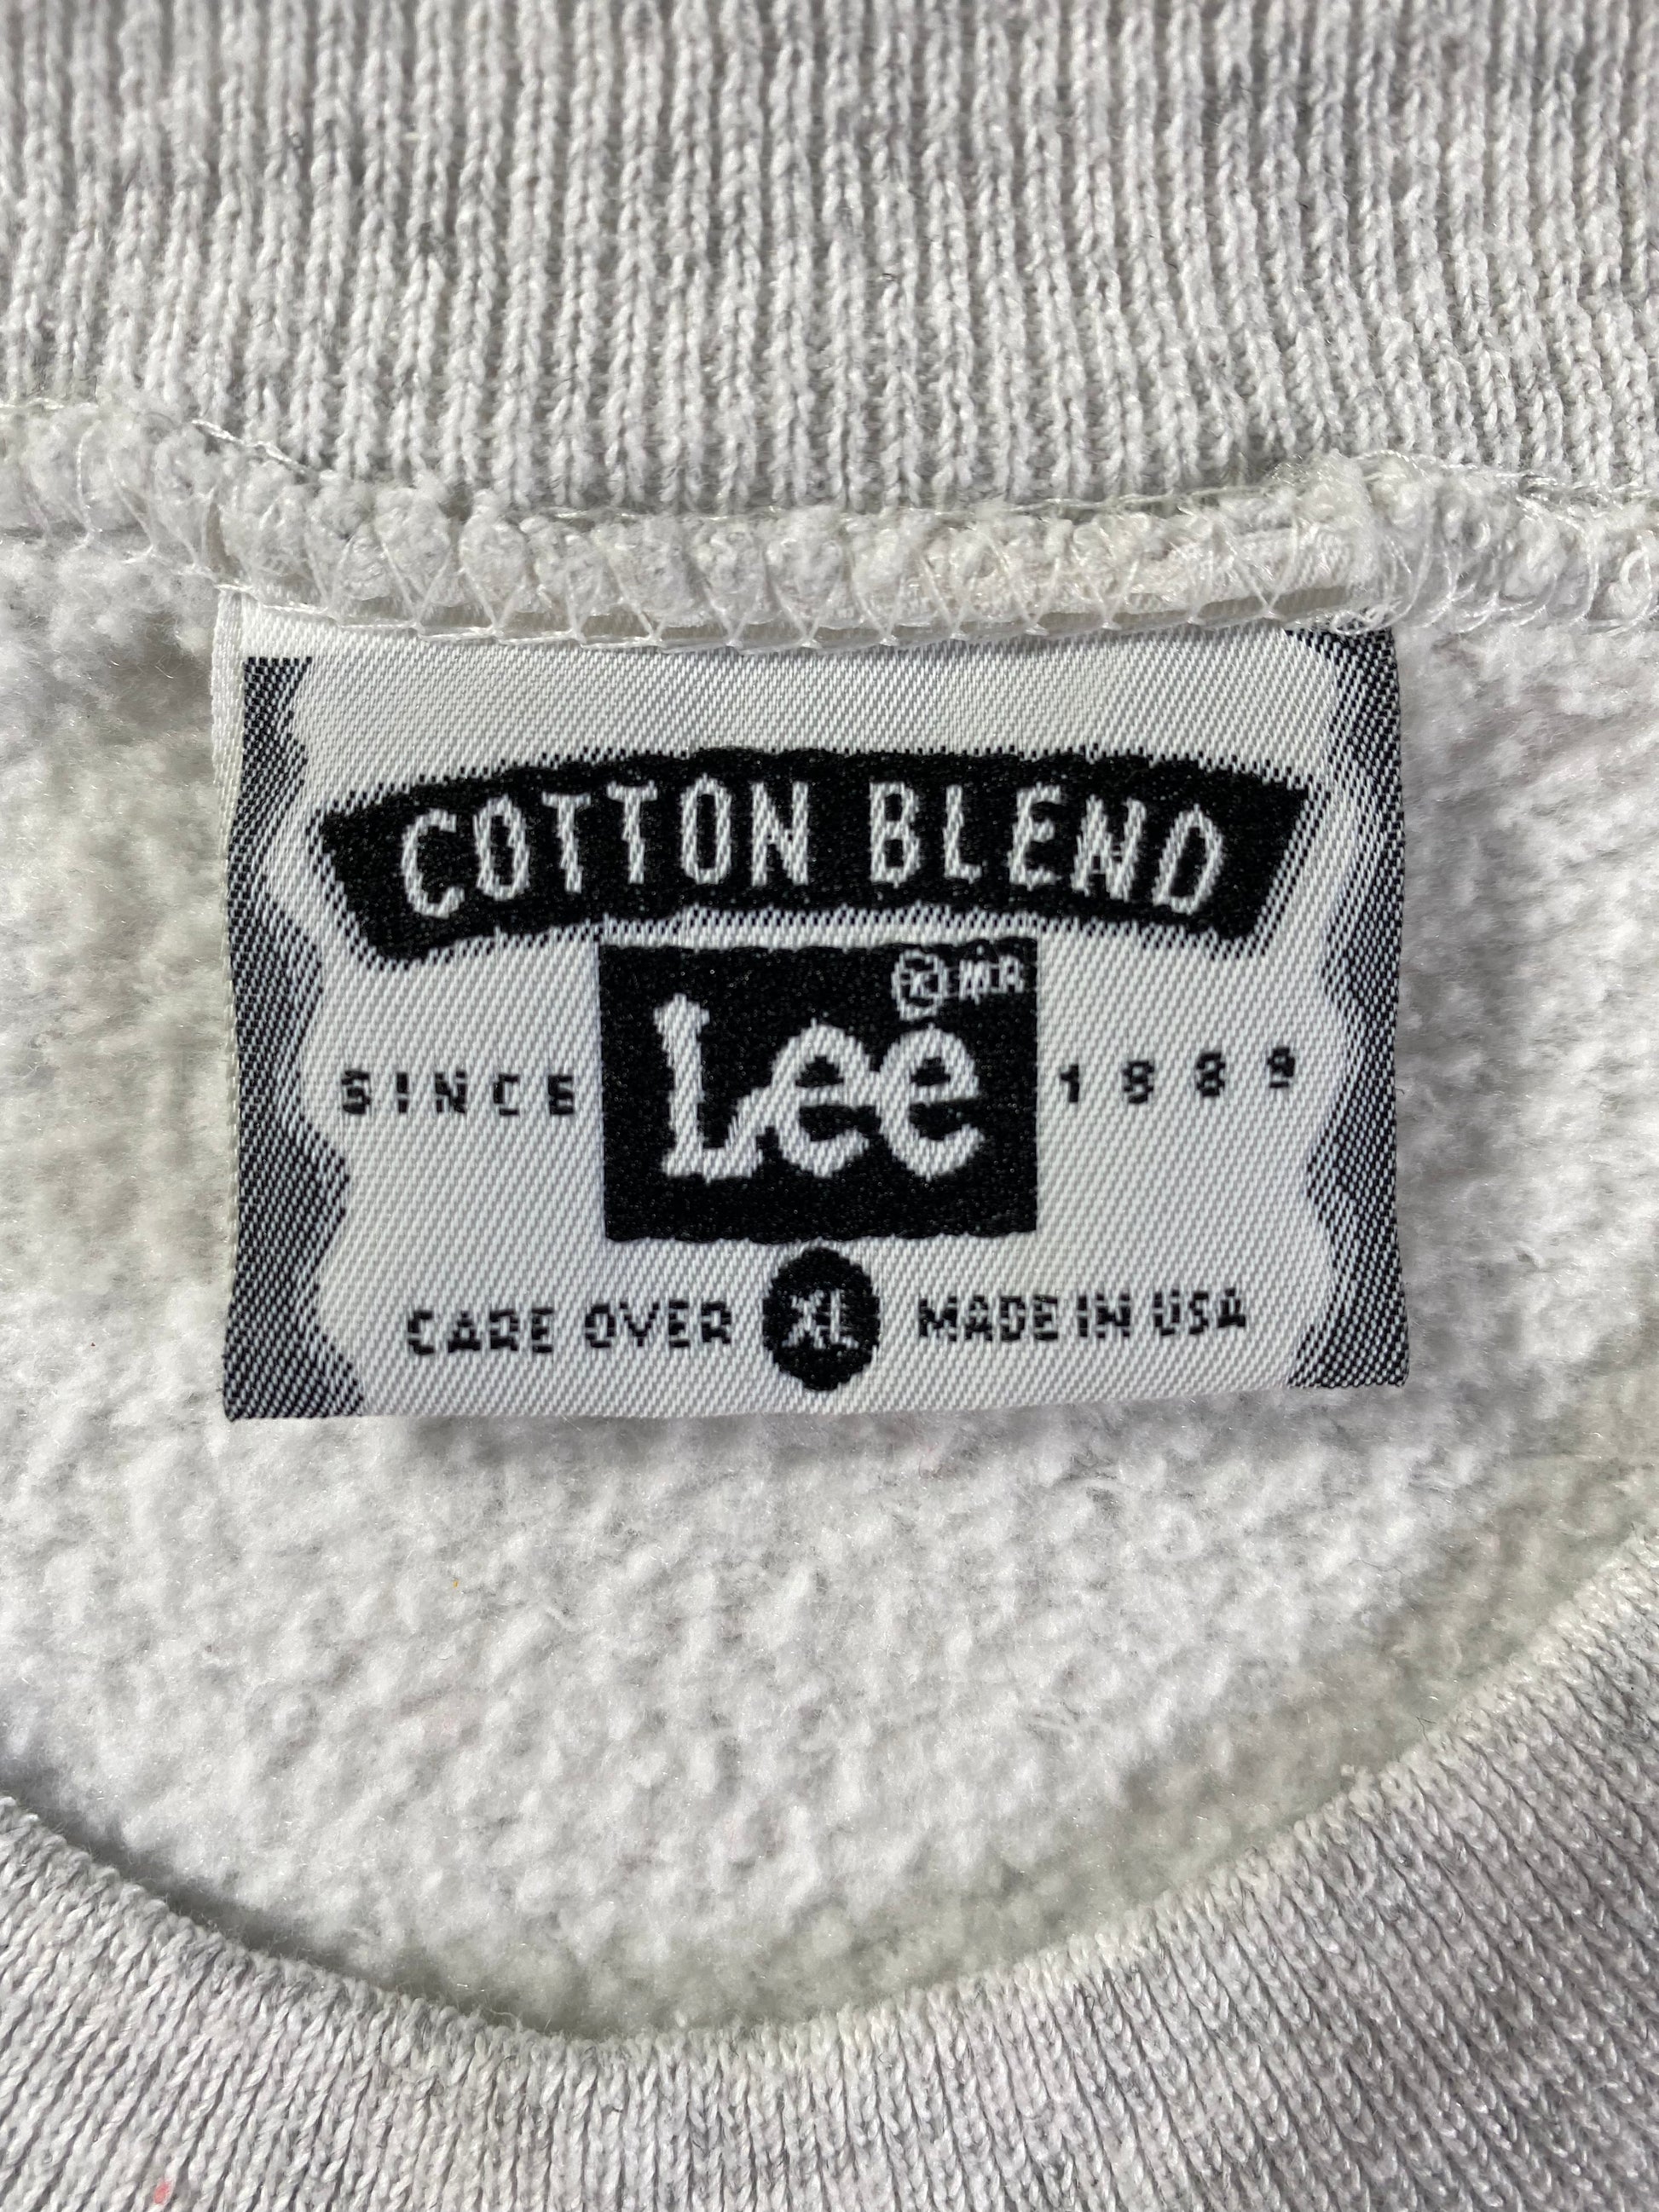 COTTON BLEND
® MR
SINCE Lee 1889
CARE OVER XL MADE IN USA